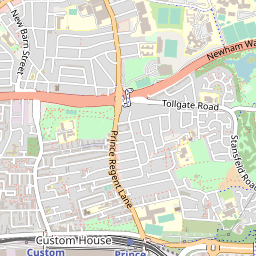 New Barn Street
Newham Wa
Tollgate Road
Stansfeld Road
Prince Regent Lane
Custom House
Custom
Prince